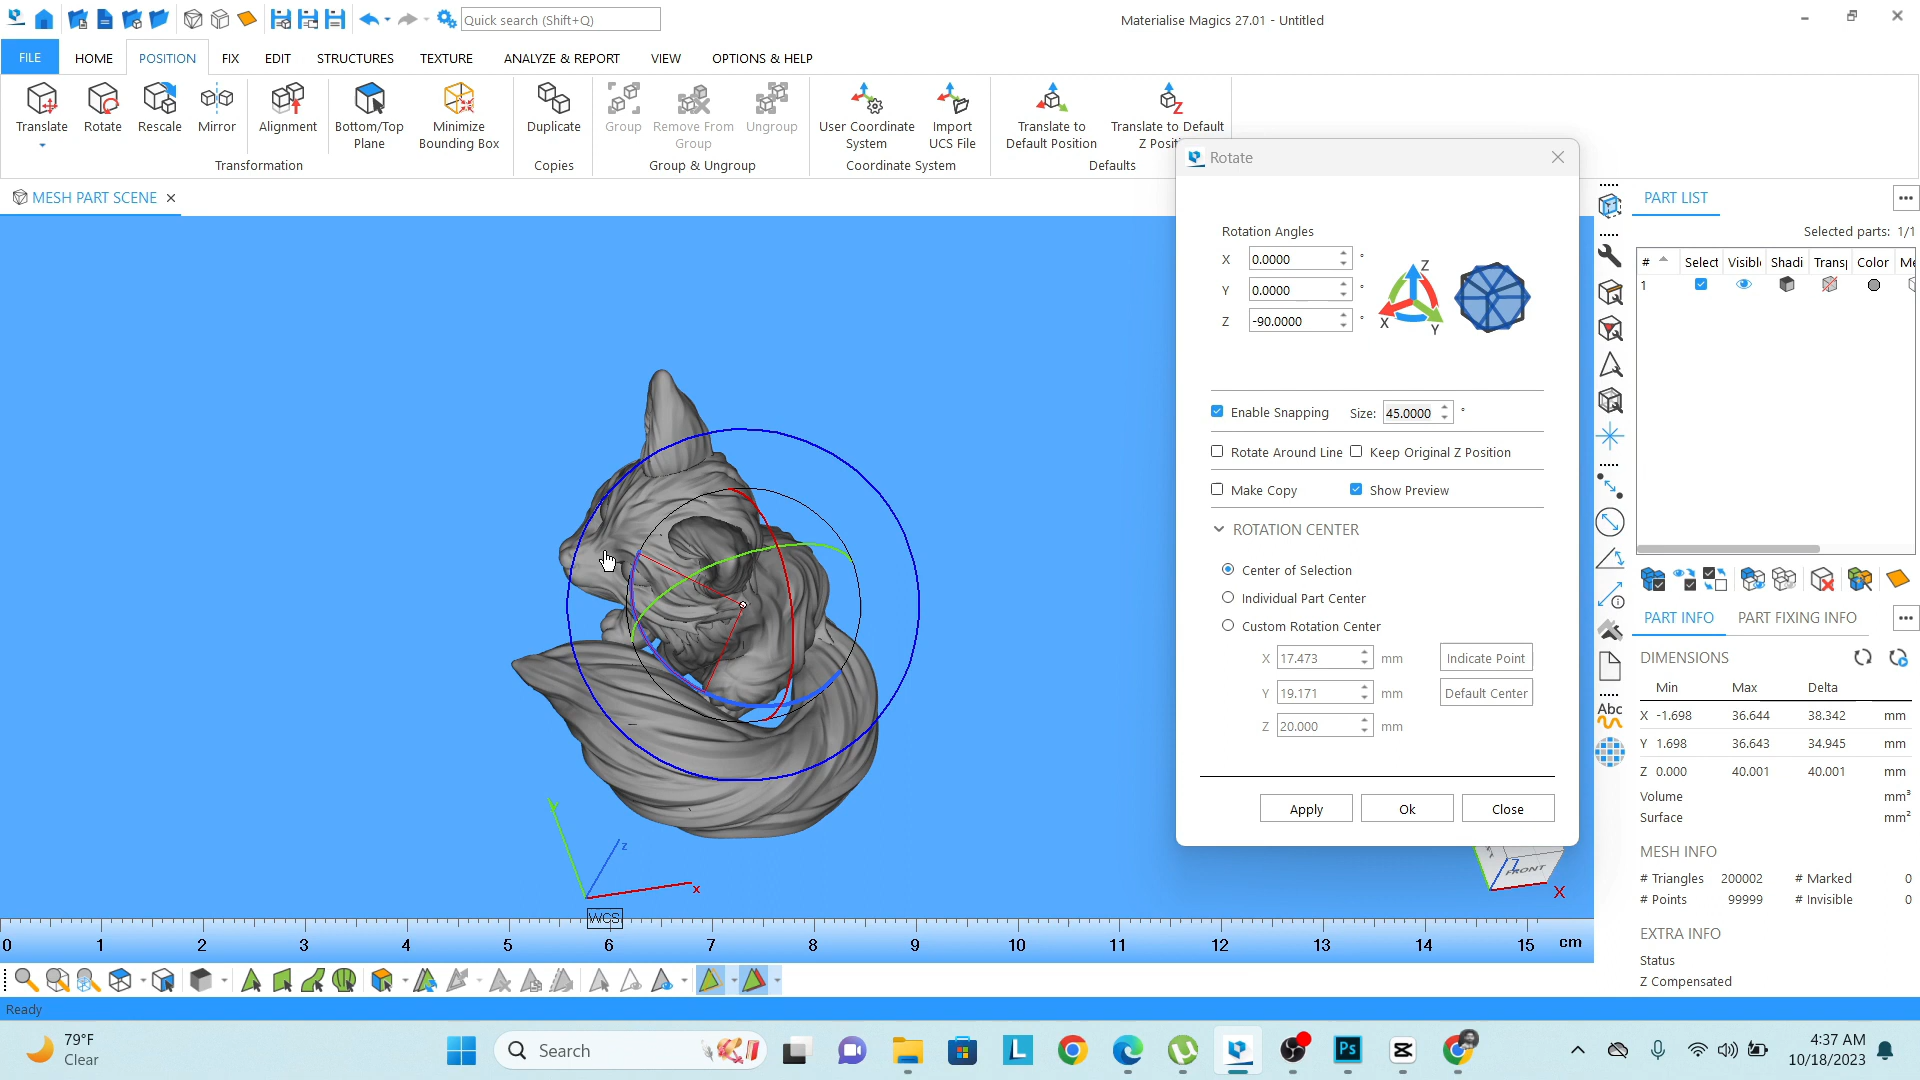 Quick search (Shift+Q)
Materialise Magics 27.01 - Untitled
FILE HOME POSITION FIX EDIT STRUCTURES TEXTURE ANALYZE & REPORT VIEW OPTIONS & HELP
Translate Rotate Rescale Mirror Alignment Bottom/Top Plane Minimize Bounding Box Duplicate Group Remove From Group Ungroup User Coordinate System Import UCS File Translate to Default Position Translate to Default Z Posit
Transformation Copies Group & Ungroup Coordinate System Defaults
MESH PART SCENE
Rotate
Rotation Angles
X 0.0000 °
Y 0.0000 °
Z -90.0000 °
Z
X Y
Enable Snapping Size: 45.0000 °
Rotate Around Line Keep Original Z Position
Make Copy Show Preview
ROTATION CENTER
Center of Selection
Individual Part Center
Custom Rotation Center
X 17.473 mm Indicate Point
Y 19.171 mm Default Center
Z 20.000 mm
Apply Ok Close
PART LIST
Selected parts: 1/1
# Select Visibl Shadi Transp Color Me
1
PART INFO PART FIXING INFO
DIMENSIONS
Min Max Delta
X -1.698 36.644 38.342 mm
Y 1.698 36.643 34.945 mm
Z 0.000 40.001 40.001 mm
Volume mm³
Surface mm²
MESH INFO
# Triangles 200002 # Marked 0
# Points 99999 # Invisible 0
EXTRA INFO
Status
Z Compensated
Abc
y z x
WCS
Z FRONT X
0 1 2 3 4 5 6 7 8 9 10 11 12 13 14 15 cm
Ready
79°F
Clear
Search
L
Ps
4:37 AM
10/18/2023